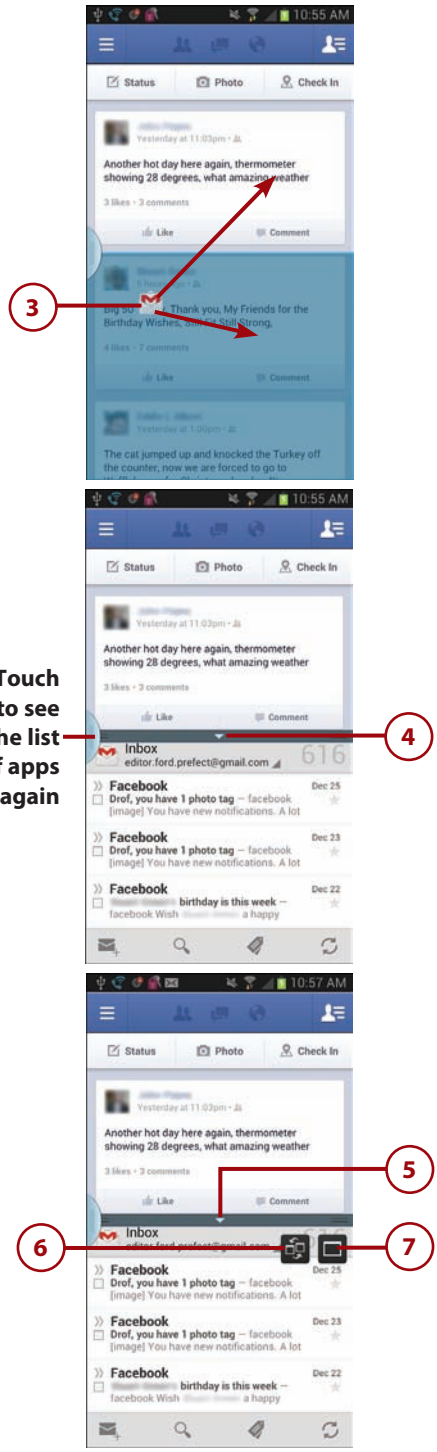 10:55 AM
Status Photo Check In
Yesterday at 11:03pm
Another hot day here again, thermometer
showing 28 degrees, what amazing weather
3 likes • 3 comments
Like Comment
3
Big 50 Thank you, My Friends for the
Birthday Wishes, Still Fit Still Strong,
4 likes • 7 comments
Like Comment
Yesterday at 1:00pm
The cat jumped up and knocked the Turkey off
the counter, now we are forced to go to
10:55 AM
Status Photo Check In
Yesterday at 11:03pm
Another hot day here again, thermometer
showing 28 degrees, what amazing weather
3 likes • 3 comments
Like Comment
Touch
to see
he list
f apps
again
4
Inbox 616
editor.ford.prefect@gmail.com
Facebook Dec 25
Drof, you have 1 photo tag – facebook
[image] You have new notifications. A lot
Facebook Dec 23
Drof, you have 1 photo tag – facebook
[image] You have new notifications. A lot
Facebook Dec 22
birthday is this week –
facebook Wish a happy
10:57 AM
Status Photo Check In
Yesterday at 11:03pm
Another hot day here again, thermometer
showing 28 degrees, what amazing weather
3 likes • 3 comments
Like Comment
5
Inbox
6
7
Facebook Dec 25
Drof, you have 1 photo tag – facebook
[image] You have new notifications. A lot
Facebook Dec 23
Drof, you have 1 photo tag – facebook
[image] You have new notifications. A lot
Facebook Dec 22
birthday is this week –
facebook Wish a happy